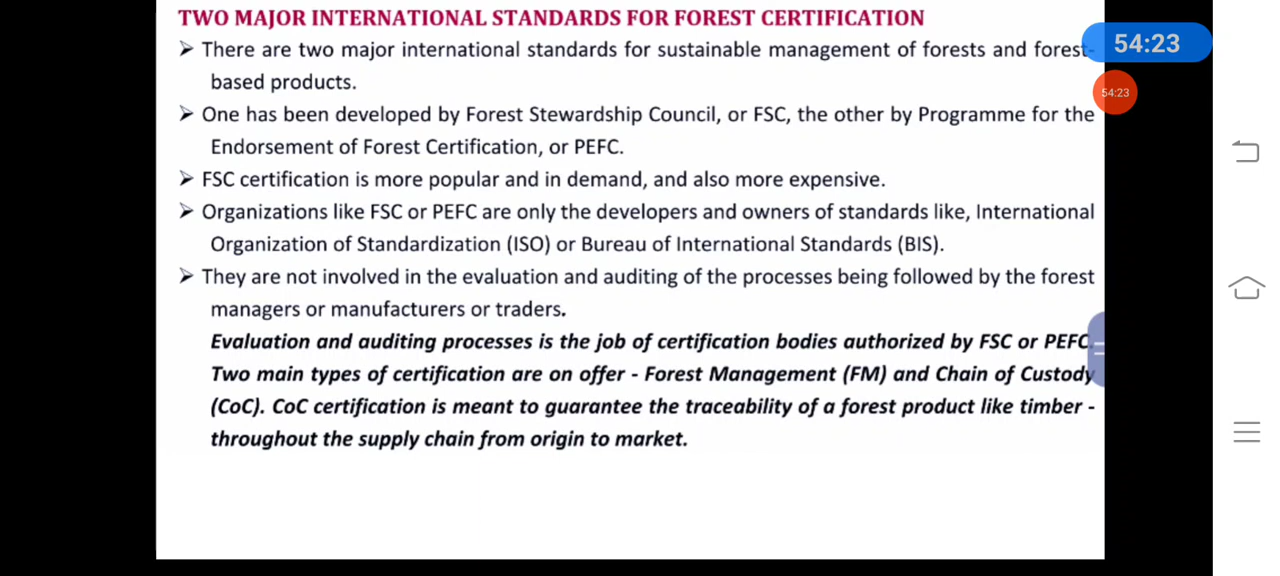 TWO MAJOR INTERNATIONAL STANDARDS FOR FOREST CERTIFICATION
54:23
➢ There are two major international standards for sustainable management of forests and forest-
54:23
based products.
➢ One has been developed by Forest Stewardship Council, or FSC, the other by Programme for the
Endorsement of Forest Certification, or PEFC.
➢ FSC certification is more popular and in demand, and also more expensive.
➢ Organizations like FSC or PEFC are only the developers and owners of standards like, International
Organization of Standardization (ISO) or Bureau of International Standards (BIS).
➢ They are not involved in the evaluation and auditing of the processes being followed by the forest
managers or manufacturers or traders.
Evaluation and auditing processes is the job of certification bodies authorized by FSC or PEFC
Two main types of certification are on offer - Forest Management (FM) and Chain of Custody
(CoC). CoC certification is meant to guarantee the traceability of a forest product like timber -
throughout the supply chain from origin to market.